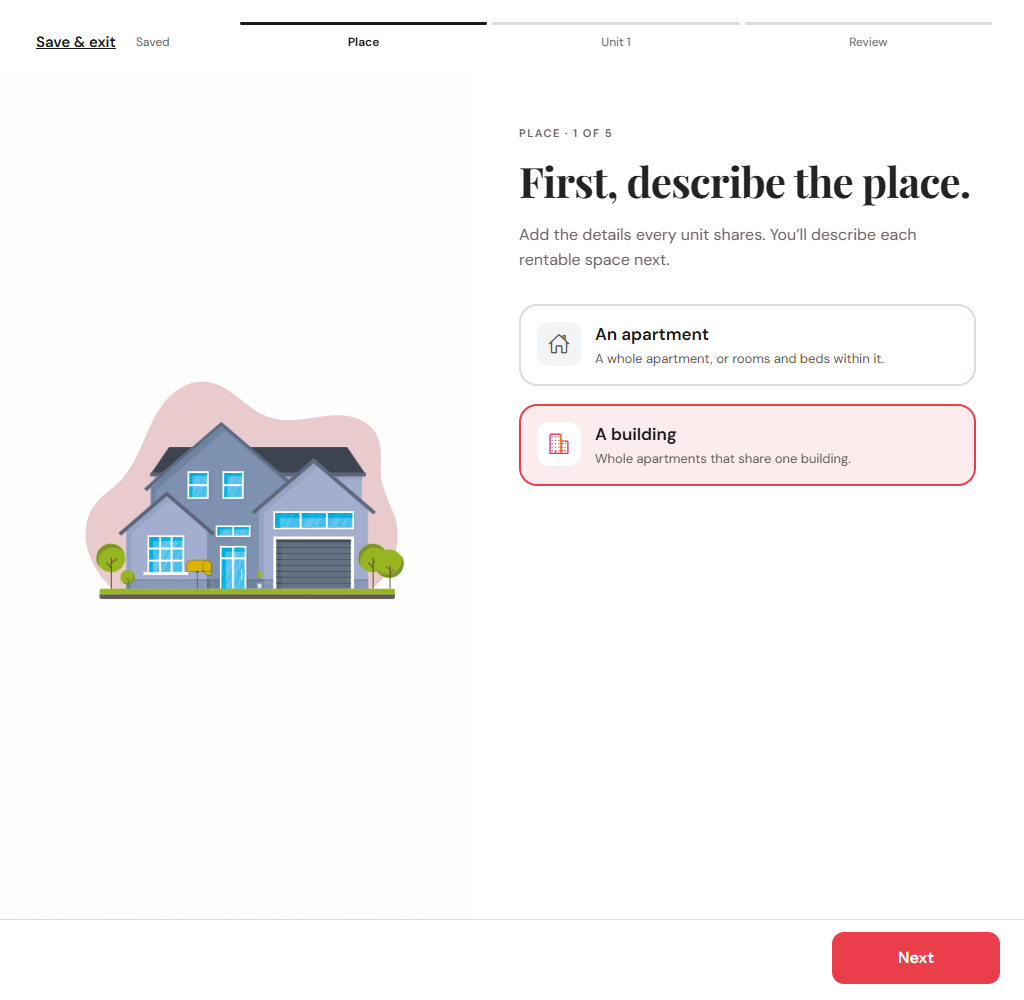 Save & exit
Saved
Place
Unit 1
Review
PLACE · 1 OF 5
First, describe the place.
Add the details every unit shares. You’ll describe each
rentable space next.
An apartment
A whole apartment, or rooms and beds within it.
A building
Whole apartments that share one building.
Next